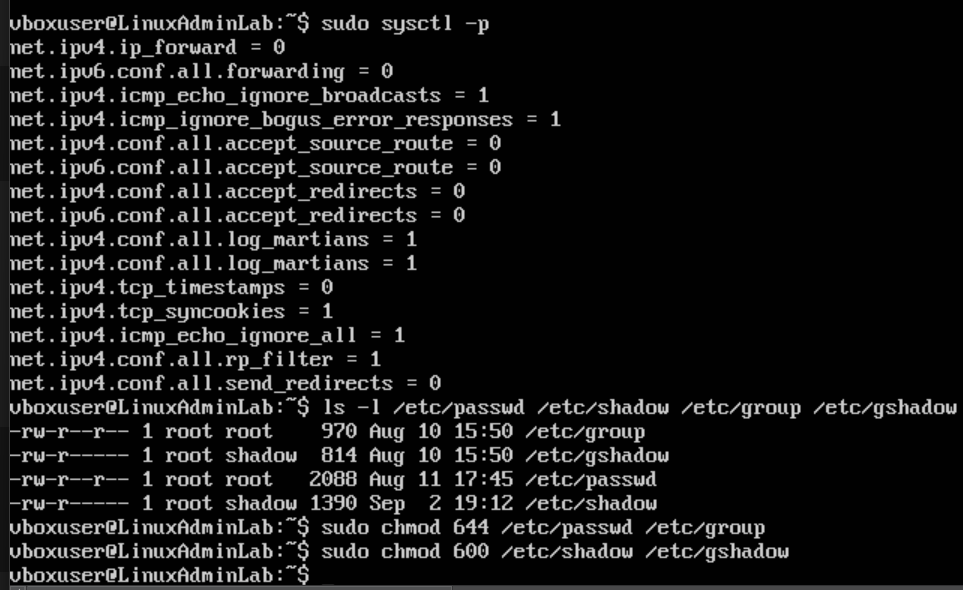 vboxuser@LinuxAdminLab:~$ sudo sysctl -p
net.ipv4.ip_forward = 0
net.ipv6.conf.all.forwarding = 0
net.ipv4.icmp_echo_ignore_broadcasts = 1
net.ipv4.icmp_ignore_bogus_error_responses = 1
net.ipv4.conf.all.accept_source_route = 0
net.ipv6.conf.all.accept_source_route = 0
net.ipv4.conf.all.accept_redirects = 0
net.ipv6.conf.all.accept_redirects = 0
net.ipv4.conf.all.log_martians = 1
net.ipv4.conf.all.log_martians = 1
net.ipv4.tcp_timestamps = 0
net.ipv4.tcp_syncookies = 1
net.ipv4.icmp_echo_ignore_all = 1
net.ipv4.conf.all.rp_filter = 1
net.ipv4.conf.all.send_redirects = 0
vboxuser@LinuxAdminLab:~$ ls -l /etc/passwd /etc/shadow /etc/group /etc/gshadow
-rw-r--r-- 1 root root    970 Aug 10 15:50 /etc/group
-rw-r----- 1 root shadow  814 Aug 10 15:50 /etc/gshadow
-rw-r--r-- 1 root root   2088 Aug 11 17:45 /etc/passwd
-rw-r----- 1 root shadow 1390 Sep  2 19:12 /etc/shadow
vboxuser@LinuxAdminLab:~$ sudo chmod 644 /etc/passwd /etc/group
vboxuser@LinuxAdminLab:~$ sudo chmod 600 /etc/shadow /etc/gshadow
vboxuser@LinuxAdminLab:~$ _